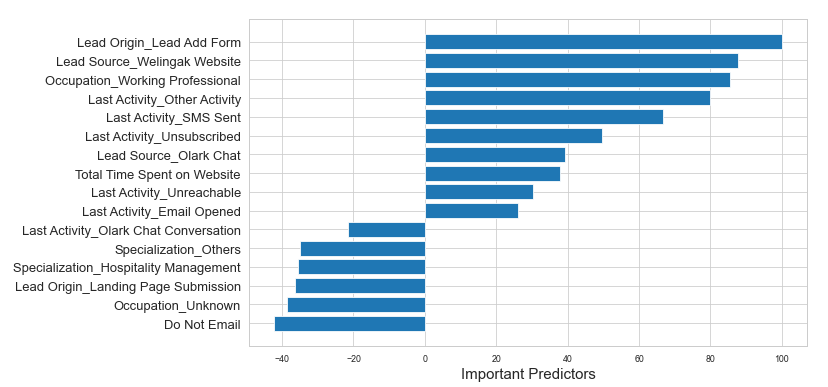 Lead Origin_Lead Add Form
Lead Source_Welingak Website
Occupation_Working Professional
Last Activity_Other Activity
Last Activity_SMS Sent
Last Activity_Unsubscribed
Lead Source_Olark Chat
Total Time Spent on Website
Last Activity_Unreachable
Last Activity_Email Opened
Last Activity_Olark Chat Conversation
Specialization_Others
Specialization_Hospitality Management
Lead Origin_Landing Page Submission
Occupation_Unknown
Do Not Email
−40 −20 0 20 40 60 80 100
Important Predictors